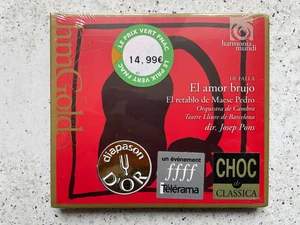 LE PRIX VERT FNAC
14,99€
LE PRIX VERT FNAC
harmonia
mundi
hmGold
DE FALLA
El amor brujo
El retablo de Maese Pedro
Orquestra de Cambra
Teatre Lliure de Barcelona
dir. Josep Pons
diapason
D'OR
un événement
ffff
Télérama
CHOC
de
CLASSICA